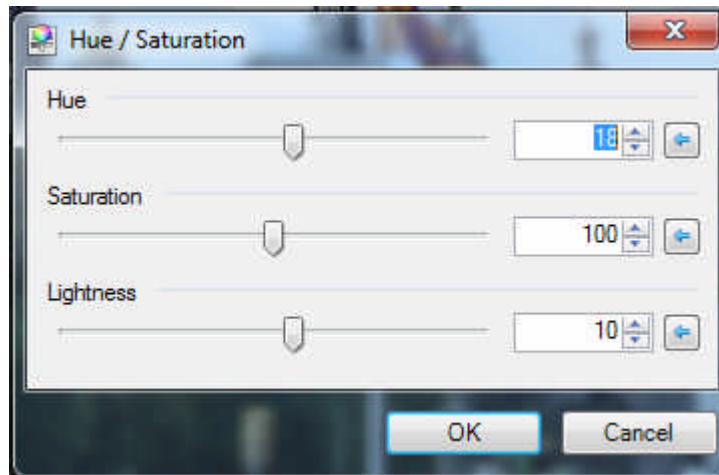 Hue / Saturation
Hue
18
Saturation
100
Lightness
10
OK Cancel